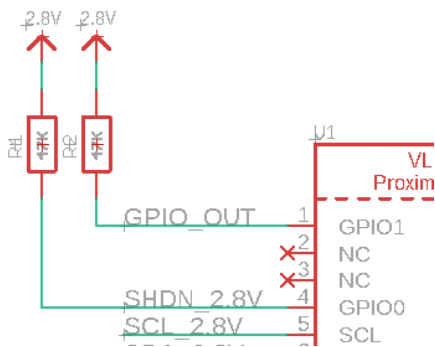 2.8V 2.8V
R1 47K R2 47K
U1
VL
Proxim
GPIO_OUT 1 GPIO1
2 NC
3 NC
SHDN_2.8V 4 GPIO0
SCL_2.8V 5 SCL